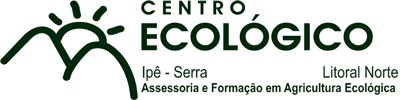 CENTRO
ECOLÓGICO
Ipê - Serra Litoral Norte
Assessoria e Formação em Agricultura Ecológica